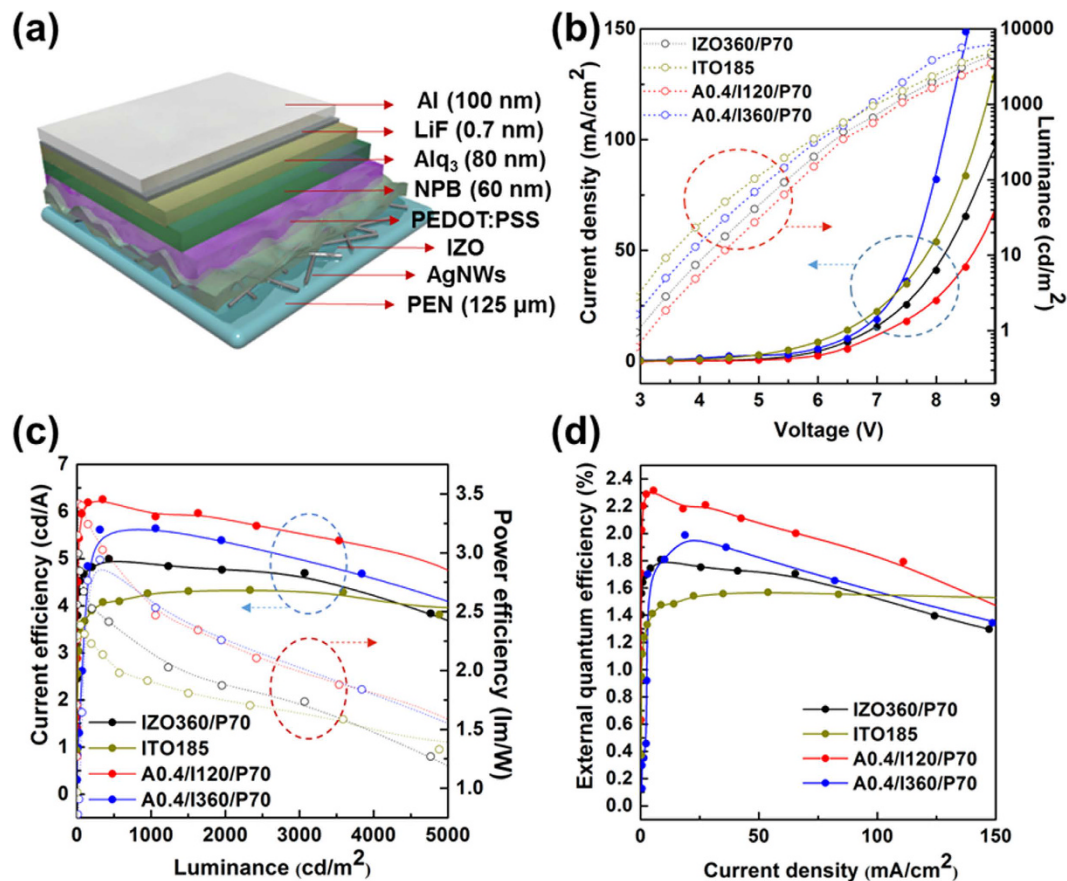 (a)
Al (100 nm)
LiF (0.7 nm)
Alq3 (80 nm)
NPB (60 nm)
PEDOT:PSS
IZO
AgNWs
PEN (125 μm)
(b)
150
100
50
0
Current density (mA/cm2)
10000
1000
100
10
1
Luminance (cd/m2)
IZO360/P70
ITO185
A0.4/I120/P70
A0.4/I360/P70
3 4 5 6 7 8 9
Voltage (V)
(c)
7
6
5
4
3
2
1
0
Current efficiency (cd/A)
3.5
3.0
2.5
2.0
1.5
1.0
Power efficiency (lm/W)
IZO360/P70
ITO185
A0.4/I120/P70
A0.4/I360/P70
0 1000 2000 3000 4000 5000
Luminance (cd/m2)
(d)
2.4
2.2
2.0
1.8
1.6
1.4
1.2
1.0
0.8
0.6
0.4
0.2
0.0
External quantum efficiency (%)
IZO360/P70
ITO185
A0.4/I120/P70
A0.4/I360/P70
0 50 100 150
Current density (mA/cm2)